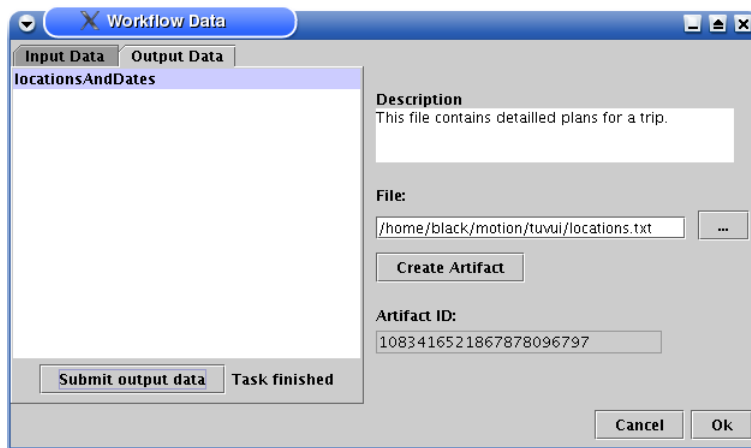 Workflow Data
Input Data Output Data
locationsAndDates
Description
This file contains detailled plans for a trip.
File:
/home/black/motion/tuvui/locations.txt ...
Create Artifact
Artifact ID:
1083416521867878096797
Submit output data Task finished
Cancel Ok